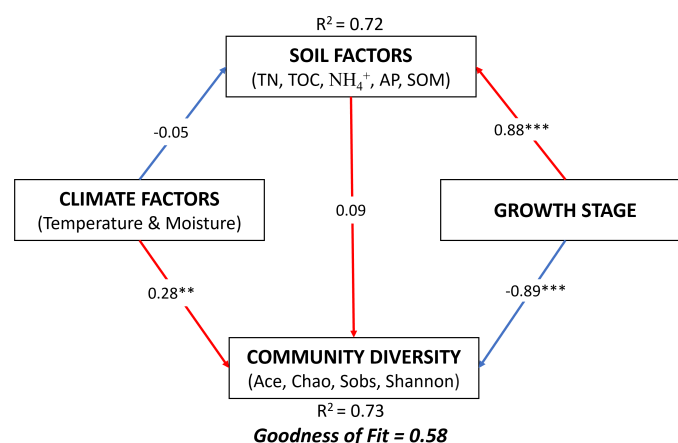 R² = 0.72
SOIL FACTORS
(TN, TOC, NH₄⁺, AP, SOM)
-0.05
0.88***
CLIMATE FACTORS
(Temperature & Moisture)
0.09
GROWTH STAGE
0.28**
-0.89***
COMMUNITY DIVERSITY
(Ace, Chao, Sobs, Shannon)
R² = 0.73
Goodness of Fit = 0.58